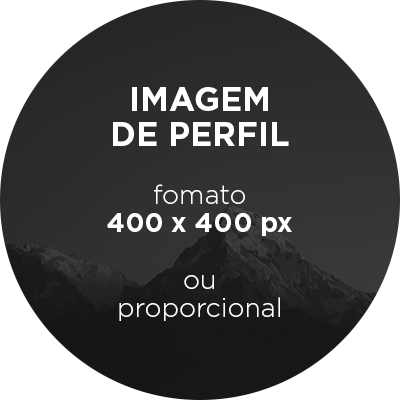 IMAGEM
DE PERFIL
fomato
400 x 400 px
ou
proporcional